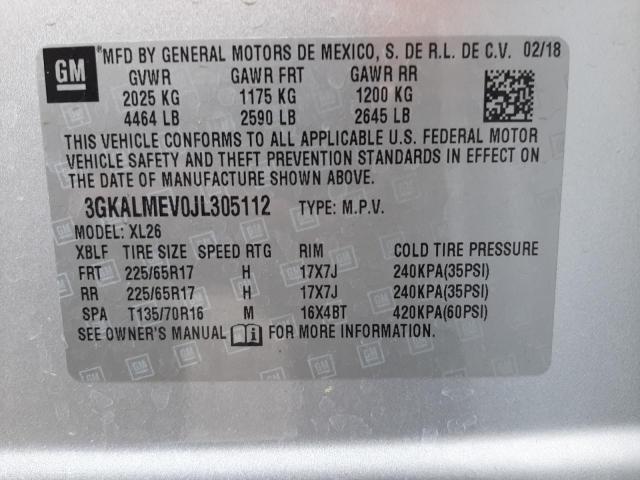 GM MFD BY GENERAL MOTORS DE MEXICO, S. DE R.L. DE C.V. 02/18
GVWR GAWR FRT GAWR RR
2025 KG 1175 KG 1200 KG
4464 LB 2590 LB 2645 LB
THIS VEHICLE CONFORMS TO ALL APPLICABLE U.S. FEDERAL MOTOR
VEHICLE SAFETY AND THEFT PREVENTION STANDARDS IN EFFECT ON
THE DATE OF MANUFACTURE SHOWN ABOVE.
3GKALMEV0JL305112 TYPE: M.P.V.
MODEL: XL26
XBLF TIRE SIZE SPEED RTG RIM COLD TIRE PRESSURE
FRT 225/65R17 H 17X7J 240KPA(35PSI)
RR 225/65R17 H 17X7J 240KPA(35PSI)
SPA T135/70R16 M 16X4BT 420KPA(60PSI)
SEE OWNER'S MANUAL FOR MORE INFORMATION.